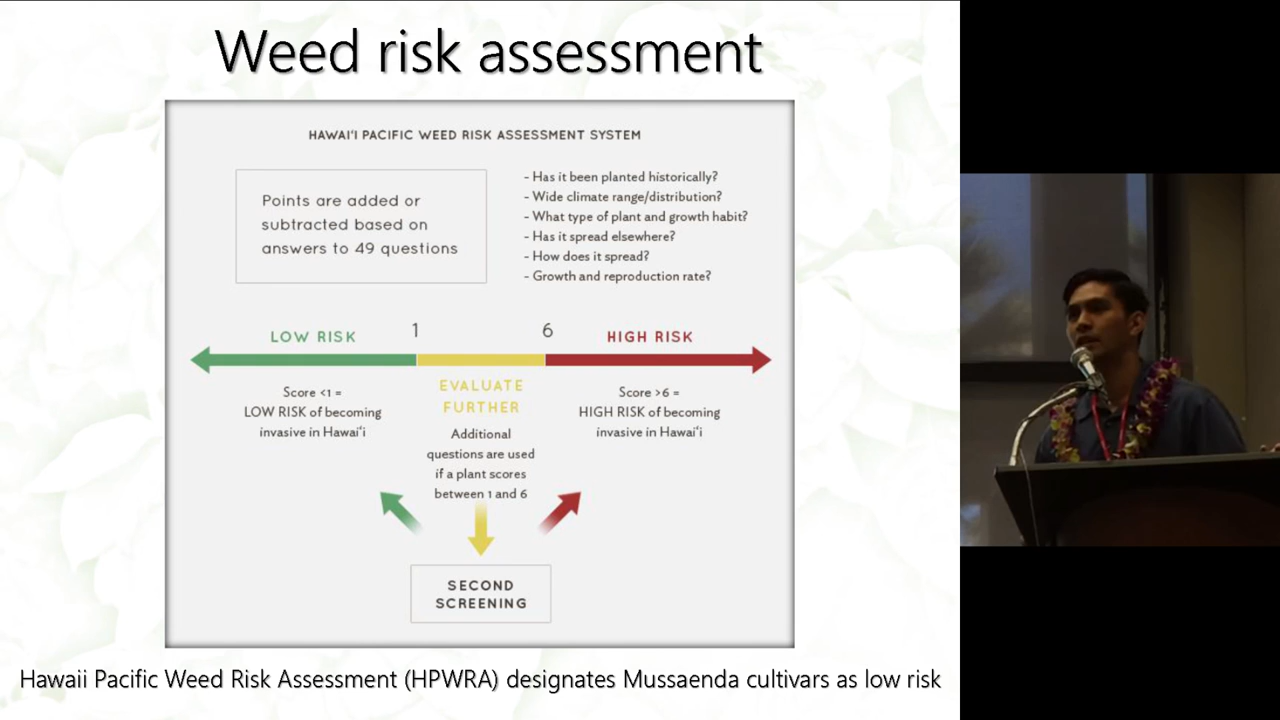 Weed risk assessment
HAWAIʻI PACIFIC WEED RISK ASSESSMENT SYSTEM
Points are added or
subtracted based on
answers to 49 questions
- Has it been planted historically?
- Wide climate range/distribution?
- What type of plant and growth habit?
- Has it spread elsewhere?
- How does it spread?
- Growth and reproduction rate?
LOW RISK
1
6
HIGH RISK
Score <1 =
LOW RISK of becoming
invasive in Hawaiʻi
EVALUATE
FURTHER
Additional
questions are used
if a plant scores
between 1 and 6
Score >6 =
HIGH RISK of becoming
invasive in Hawaiʻi
SECOND
SCREENING
Hawaii Pacific Weed Risk Assessment (HPWRA) designates Mussaenda cultivars as low risk